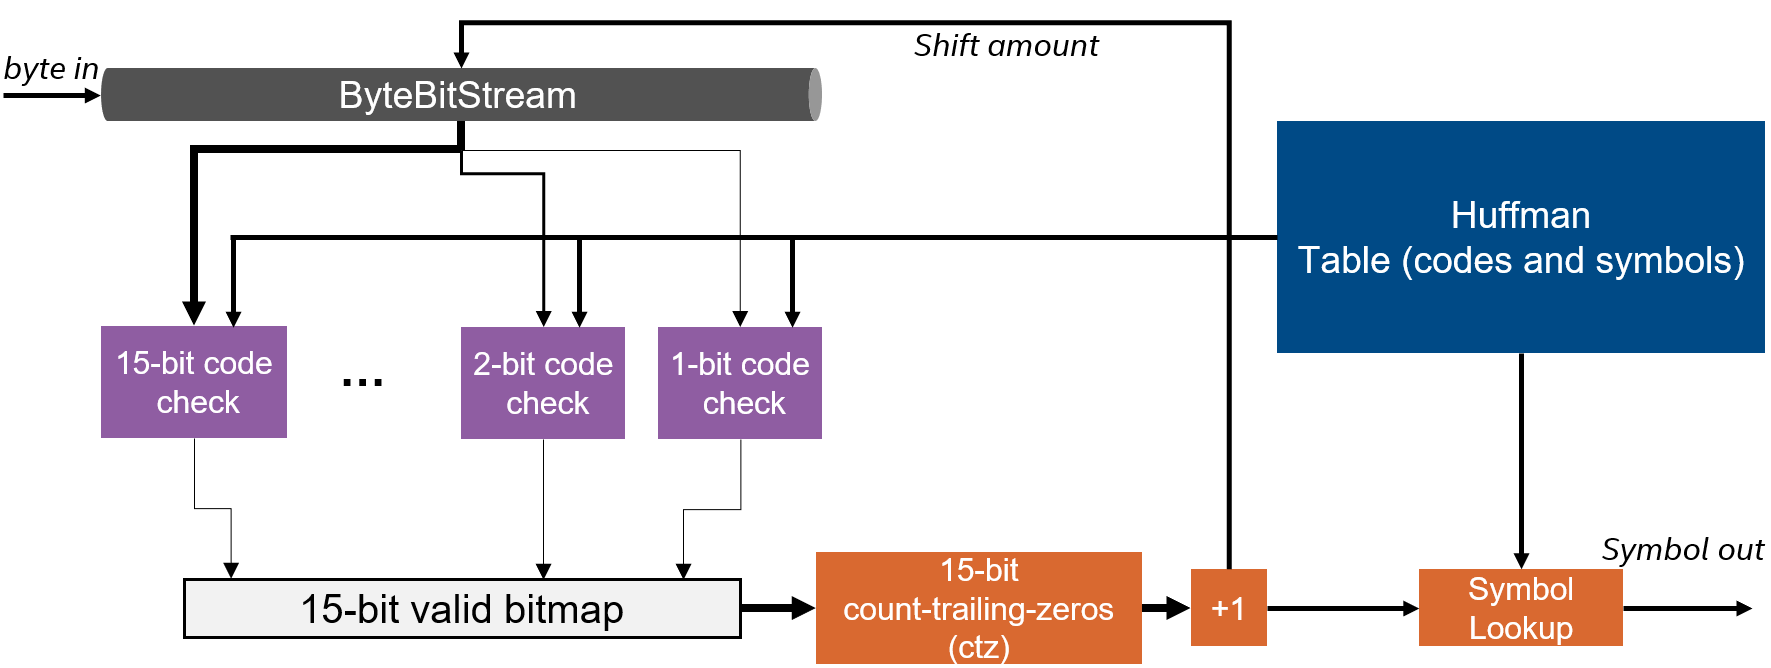 Shift amount
byte in
ByteBitStream
Huffman
Table (codes and symbols)
15-bit code
check
...
2-bit code
check
1-bit code
check
15-bit valid bitmap
15-bit
count-trailing-zeros
(ctz)
+1
Symbol out
Symbol
Lookup